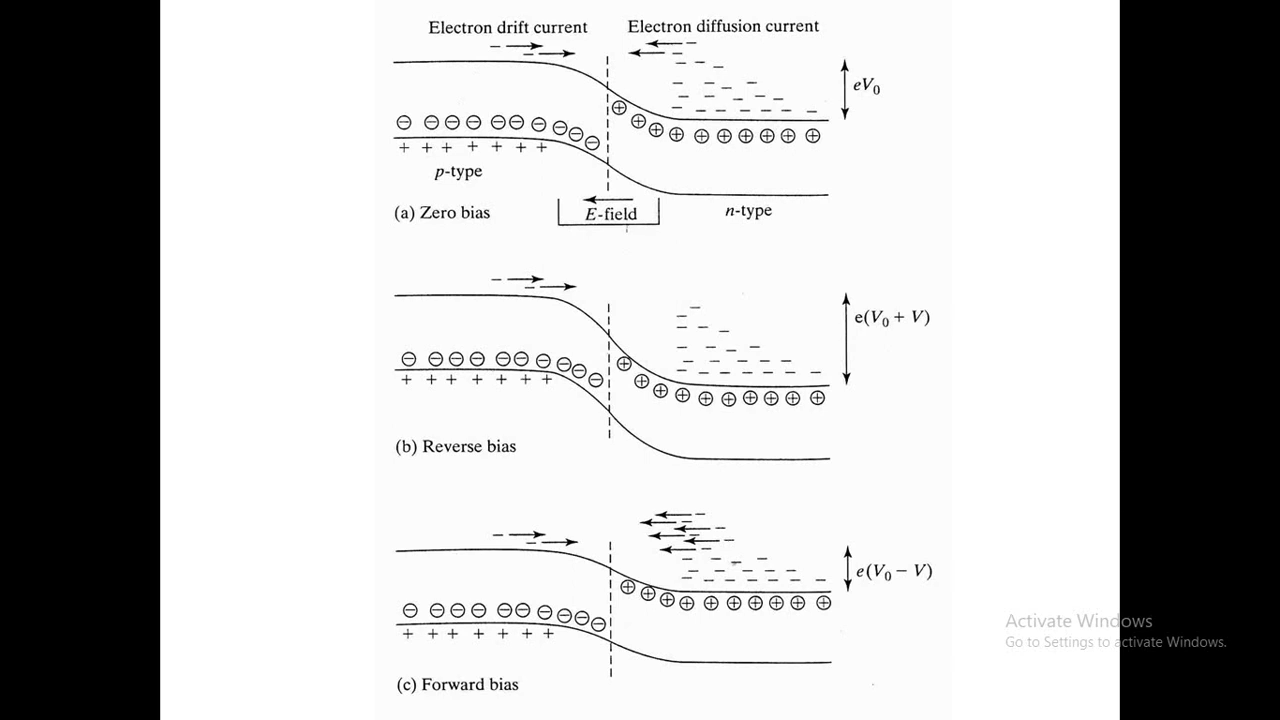 Electron drift current
Electron diffusion current
eV₀
p-type
(a) Zero bias
E-field
n-type
e(V₀ + V)
(b) Reverse bias
e(V₀ − V)
(c) Forward bias
Activate Windows
Go to Settings to activate Windows.